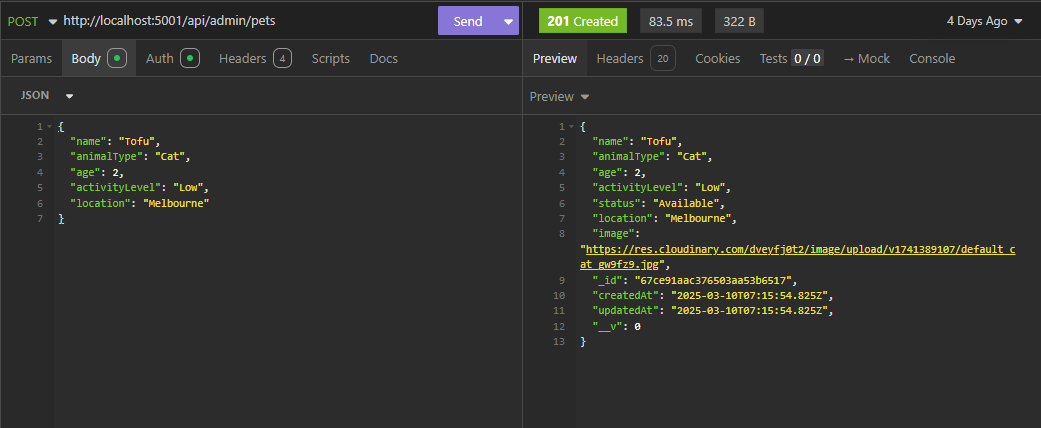 POST http://localhost:5001/api/admin/pets Send 201 Created 83.5 ms 322 B 4 Days Ago
Params Body Auth Headers 4 Scripts Docs
Preview Headers 20 Cookies Tests 0 / 0 → Mock Console
JSON
Preview
1 {
2 "name": "Tofu",
3 "animalType": "Cat",
4 "age": 2,
5 "activityLevel": "Low",
6 "location": "Melbourne"
7 }
1 {
2 "name": "Tofu",
3 "animalType": "Cat",
4 "age": 2,
5 "activityLevel": "Low",
6 "status": "Available",
7 "location": "Melbourne",
8 "image":
"https://res.cloudinary.com/dveyfj0t2/image/upload/v1741389107/default_c
at_gw9fz9.jpg",
9 "_id": "67ce91aac376503aa53b6517",
10 "createdAt": "2025-03-10T07:15:54.825Z",
11 "updatedAt": "2025-03-10T07:15:54.825Z",
12 "__v": 0
13 }